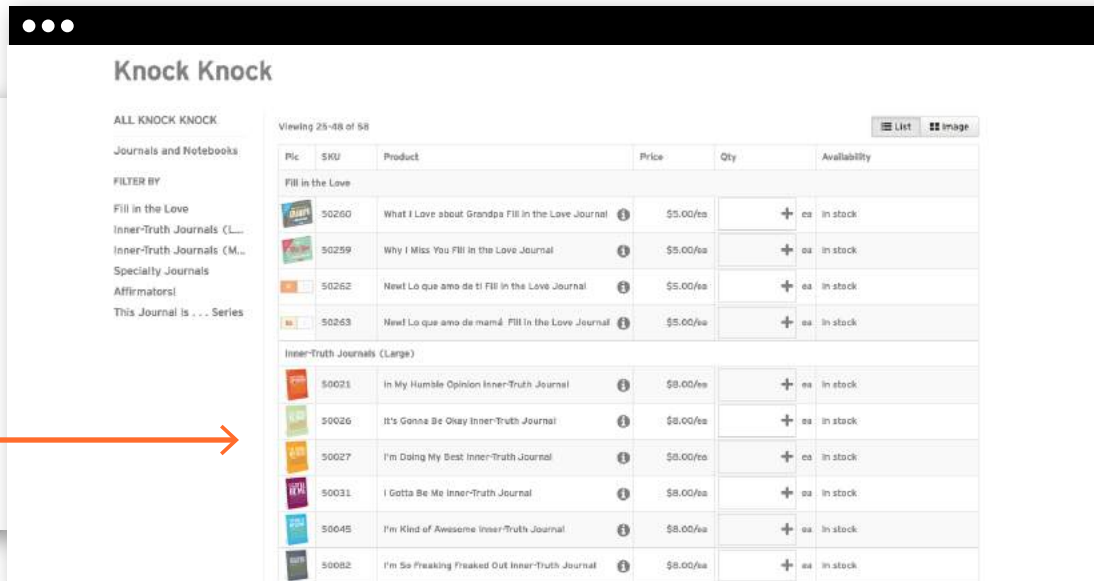 Knock Knock
ALL KNOCK KNOCK
Journals and Notebooks
FILTER BY
Fill in the Love
Inner-Truth Journals (L...
Inner-Truth Journals (M...
Specialty Journals
Affirmators!
This Journal Is . . . Series
Viewing 25-48 of 58
List Image
Pic SKU Product Price Qty Availability
Fill in the Love
50260 What I Love about Grandpa Fill in the Love Journal $5.00/ea ea In stock
50259 Why I Miss You Fill in the Love Journal $5.00/ea ea In stock
50262 New! Lo que amo de ti Fill in the Love Journal $5.00/ea ea In stock
50263 New! Lo que amo de mamá Fill in the Love Journal $5.00/ea ea In stock
Inner-Truth Journals (Large)
50021 In My Humble Opinion Inner-Truth Journal $8.00/ea ea In stock
50026 It's Gonna Be Okay Inner-Truth Journal $8.00/ea ea In stock
50027 I'm Doing My Best Inner-Truth Journal $8.00/ea ea In stock
50031 I Gotta Be Me Inner-Truth Journal $8.00/ea ea In stock
50045 I'm Kind of Awesome Inner-Truth Journal $8.00/ea ea In stock
50082 I'm So Freaking Freaked Out Inner-Truth Journal $8.00/ea ea In stock